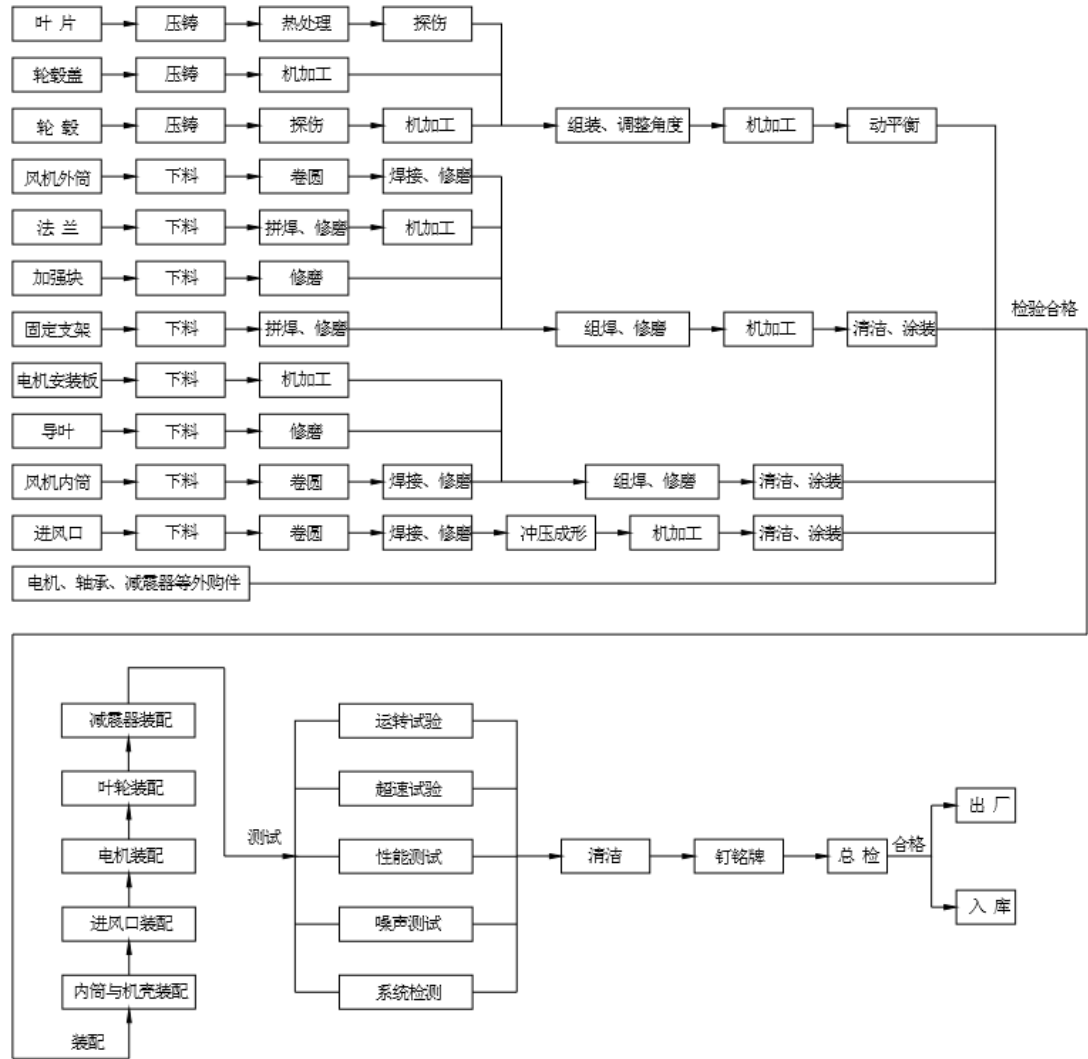 叶 片 压铸 热处理 探伤
轮毂盖 压铸 机加工
轮 毂 压铸 探伤 机加工 组装、调整角度 机加工 动平衡
风机外筒 下料 卷圆 焊接、修磨
法 兰 下料 拼焊、修磨 机加工
加强块 下料 修磨
检验合格
固定支架 下料 拼焊、修磨 组焊、修磨 机加工 清洁、涂装
电机安装板 下料 机加工
导叶 下料 修磨
风机内筒 下料 卷圆 焊接、修磨 组焊、修磨 清洁、涂装
进风口 下料 卷圆 焊接、修磨 冲压成形 机加工 清洁、涂装
电机、轴承、减震器等外购件
减震器装配 运转试验
叶轮装配 超速试验
出 厂
测试
电机装配 性能测试 清洁 钉铭牌 总 检 合格
进风口装配 噪声测试
入 库
内筒与机壳装配 系统检测
装配